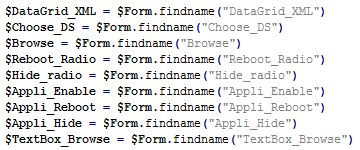 $DataGrid_XML = $Form.findname("DataGrid_XML")
$Choose_DS = $Form.findname("Choose_DS")
$Browse = $Form.findname("Browse")
$Reboot_Radio = $Form.findname("Reboot_Radio")
$Hide_Radio = $Form.findname("Hide_radio")
$Appli_Enable = $Form.findname("Appli_Enable")
$Appli_Reboot = $Form.findname("Appli_Reboot")
$Appli_Hide = $Form.findname("Appli_Hide")
$TextBox_Browse = $Form.findname("TextBox_Browse")